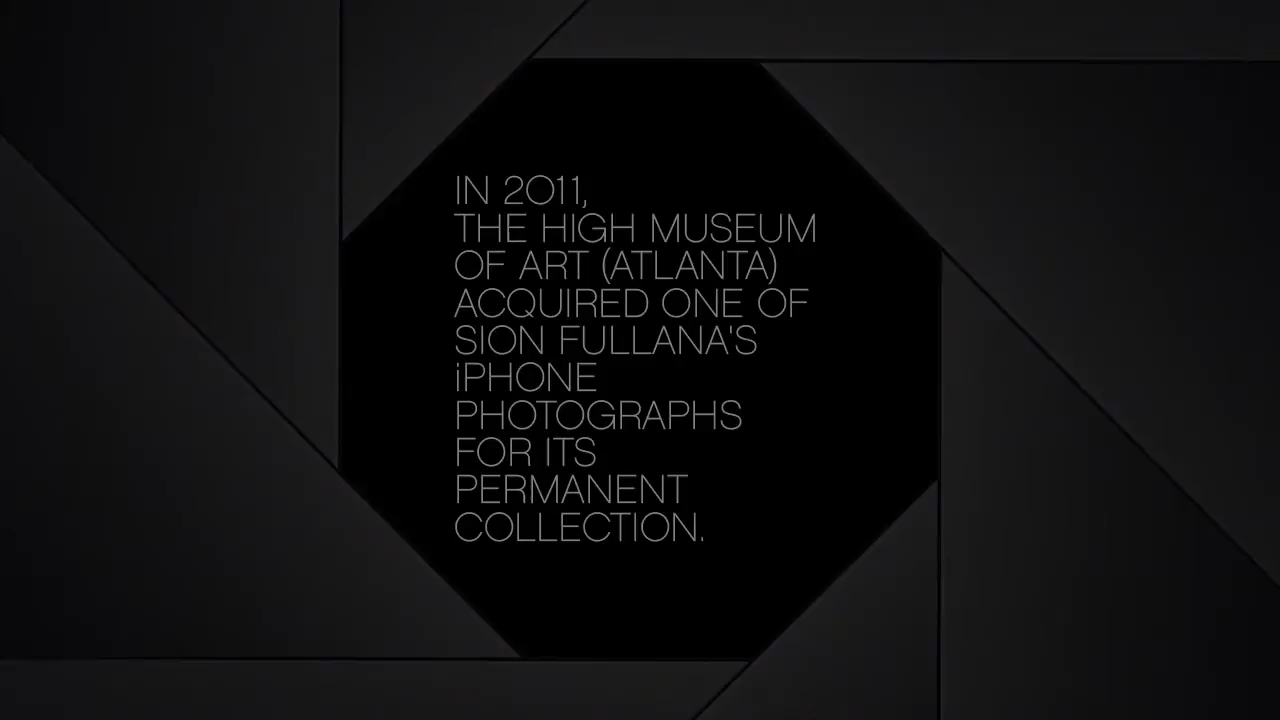 IN 2011,
THE HIGH MUSEUM
OF ART (ATLANTA)
ACQUIRED ONE OF
SION FULLANA'S
iPHONE
PHOTOGRAPHS
FOR ITS
PERMANENT
COLLECTION.